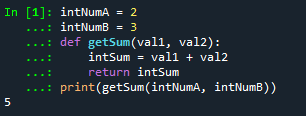 In [1]: intNumA = 2
   ...: intNumB = 3
   ...: def getSum(val1, val2):
   ...:     intSum = val1 + val2
   ...:     return intSum
   ...: print(getSum(intNumA, intNumB))
5